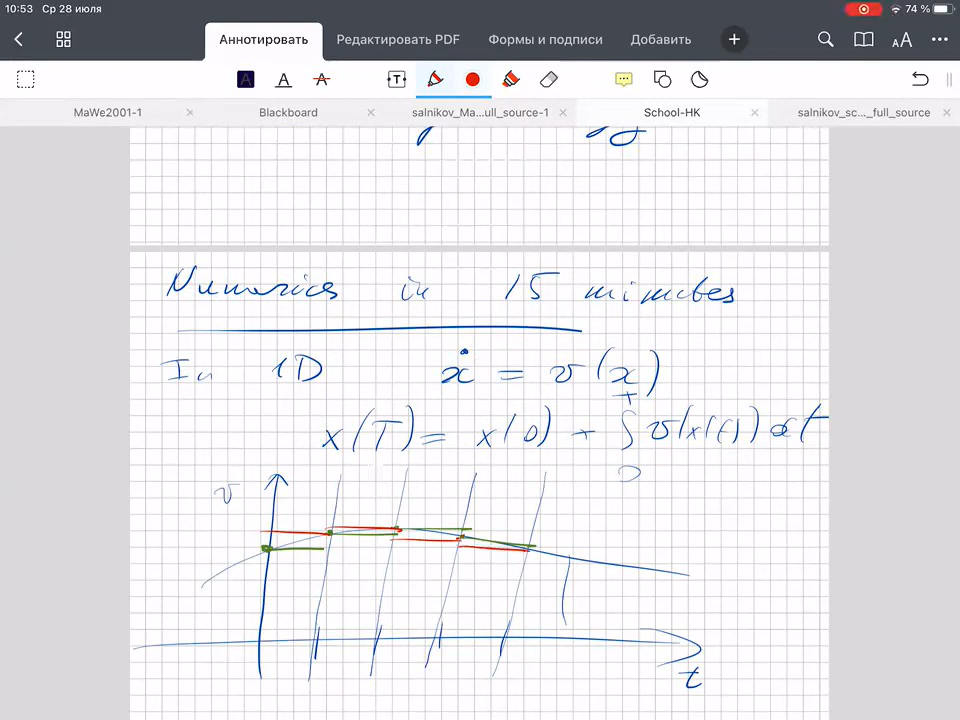 10:53 Ср 28 июля 74 %
Аннотировать Редактировать PDF Формы и подписи Добавить
MaWe2001-1 Blackboard salnikov_Ma...ull_source-1 School-HK salnikov_sc..._full_source
Numerics in 15 minutes
In 1D ẋ = v(x)
x(T) = x(0) + ∫₀ᵀ v(x(t)) dt
v
t